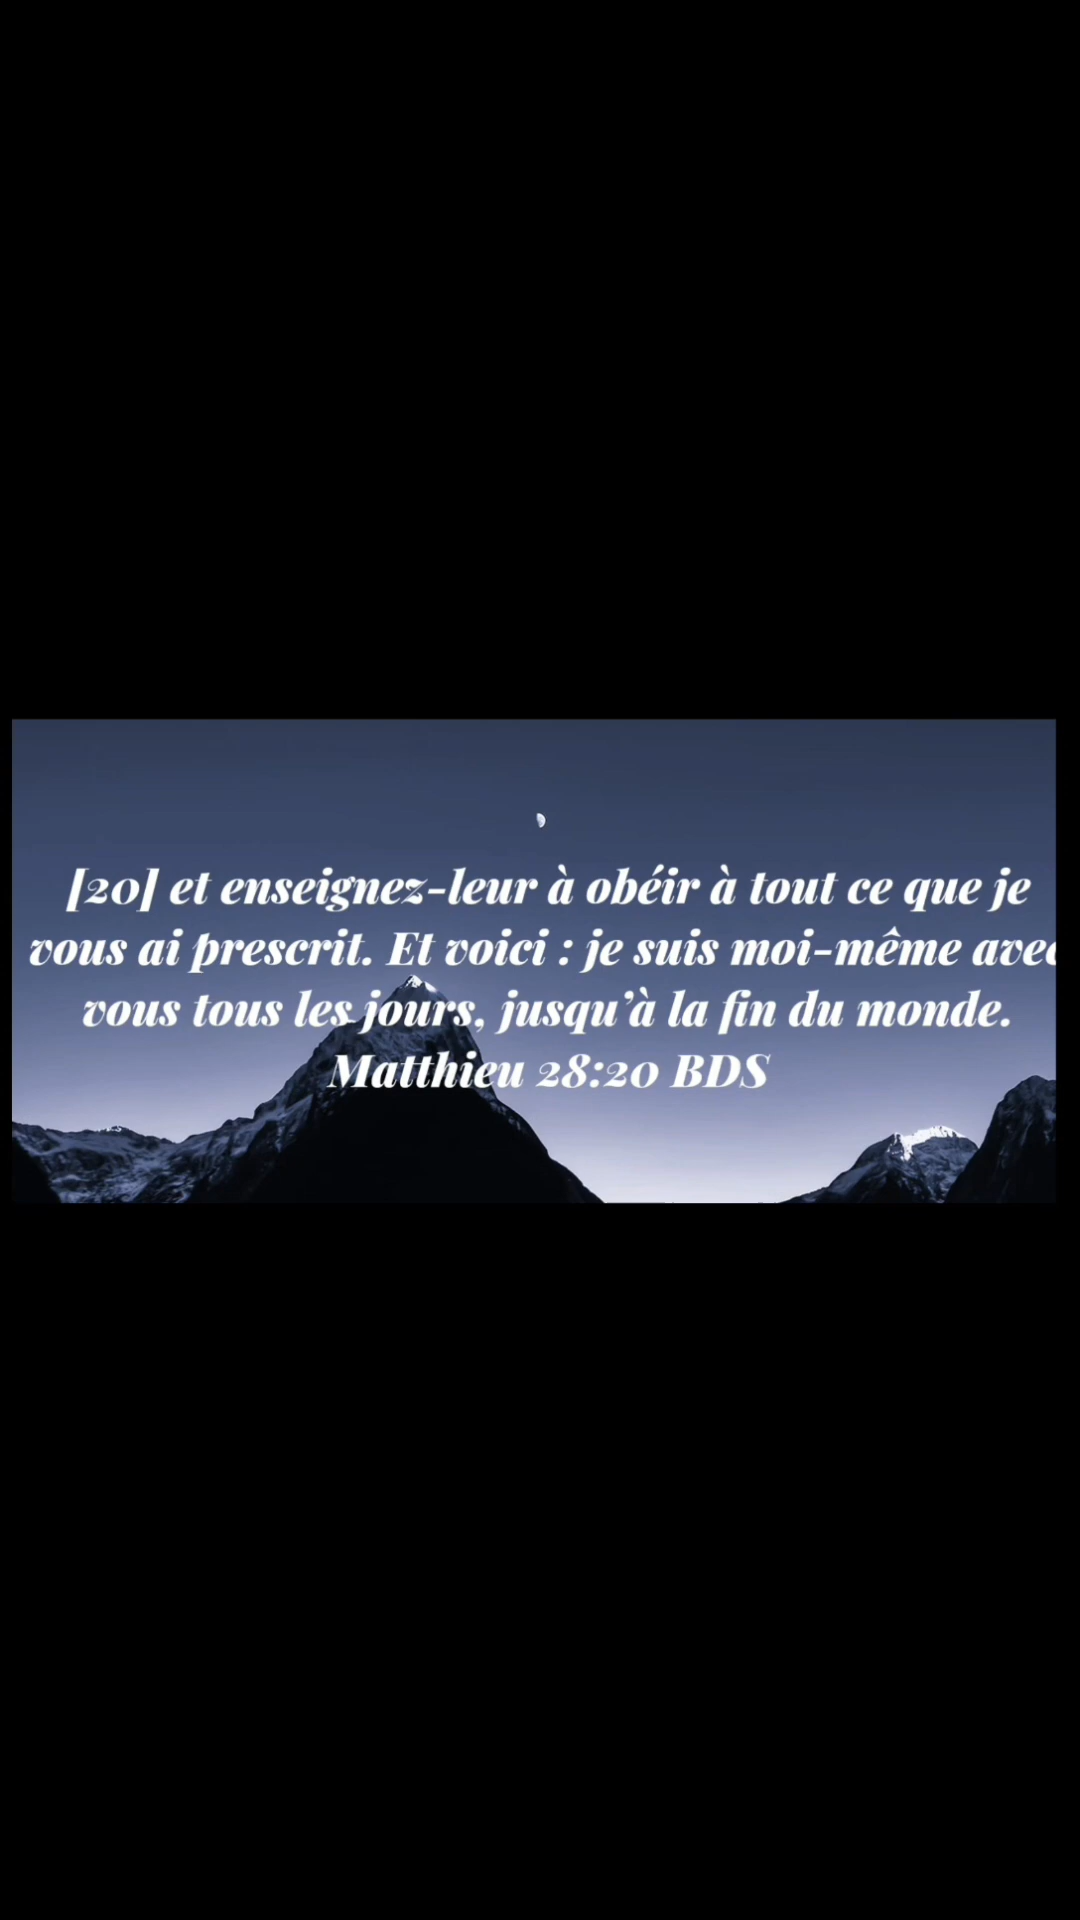 [20] et enseignez-leur à obéir à tout ce que je
vous ai prescrit. Et voici : je suis moi-même avec
vous tous les jours, jusqu’à la fin du monde.
Matthieu 28:20 BDS